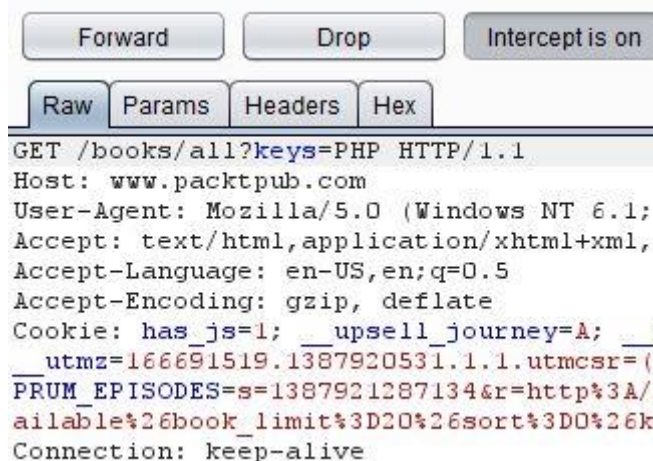 Forward Drop Intercept is on
Raw Params Headers Hex
GET /books/all?keys=PHP HTTP/1.1
Host: www.packtpub.com
User-Agent: Mozilla/5.0 (Windows NT 6.1;
Accept: text/html,application/xhtml+xml,
Accept-Language: en-US,en;q=0.5
Accept-Encoding: gzip, deflate
Cookie: has_js=1; __upsell_journey=A; __
__utmz=166691519.1387920531.1.1.utmcsr=(
PRUM_EPISODES=s=1387921287134&r=http%3A/
ailable%26book_limit%3D20%26sort%3D0%26k
Connection: keep-alive